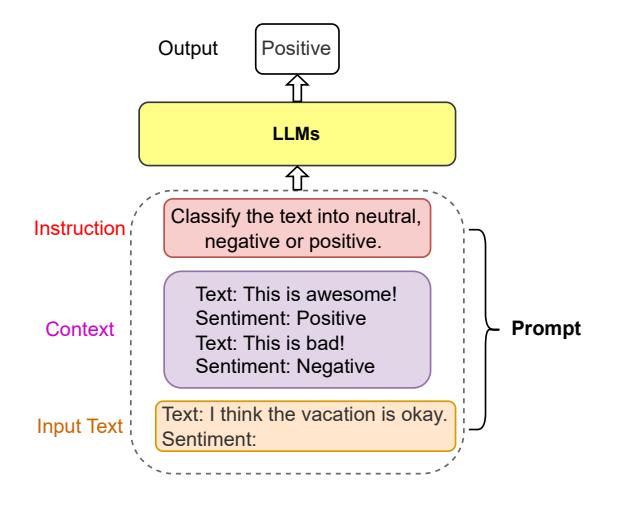 Output
Positive
LLMs
Instruction
Classify the text into neutral,
negative or positive.
Context
Text: This is awesome!
Sentiment: Positive
Text: This is bad!
Sentiment: Negative
Prompt
Input Text
Text: I think the vacation is okay.
Sentiment: